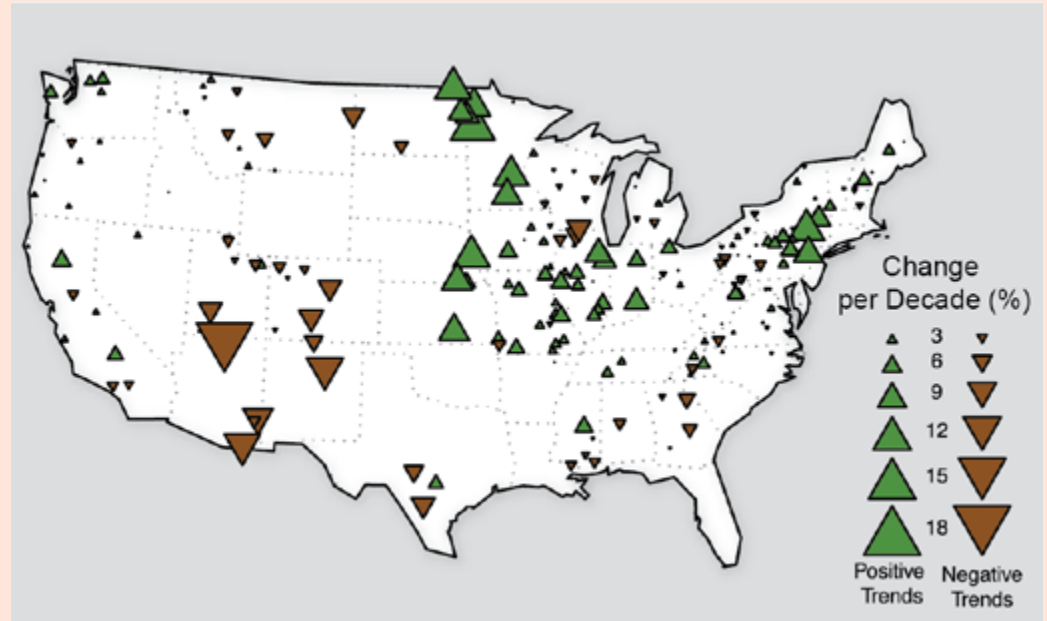 Change
per Decade (%)
3
6
9
12
15
18
Positive Trends
Negative Trends